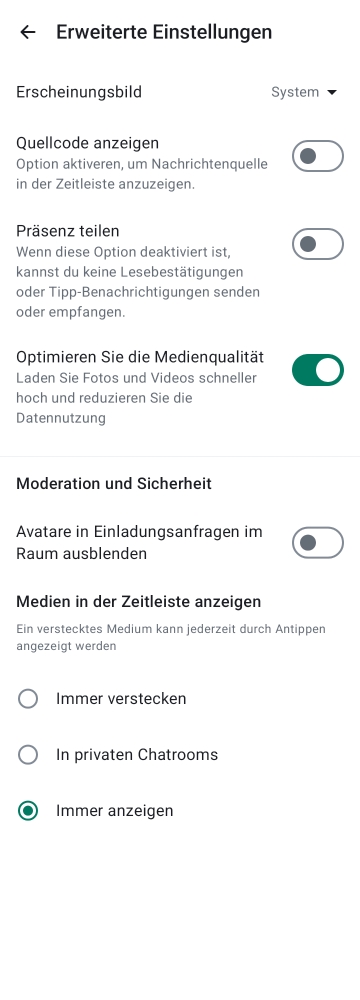 Erweiterte Einstellungen
Erscheinungsbild
System
Quellcode anzeigen
Option aktivieren, um Nachrichtenquelle
in der Zeitleiste anzuzeigen.
Präsenz teilen
Wenn diese Option deaktiviert ist,
kannst du keine Lesebestätigungen
oder Tipp-Benachrichtigungen senden
oder empfangen.
Optimieren Sie die Medienqualität
Laden Sie Fotos und Videos schneller
hoch und reduzieren Sie die
Datennutzung
Moderation und Sicherheit
Avatare in Einladungsanfragen im
Raum ausblenden
Medien in der Zeitleiste anzeigen
Ein verstecktes Medium kann jederzeit durch Antippen
angezeigt werden
Immer verstecken
In privaten Chatrooms
Immer anzeigen